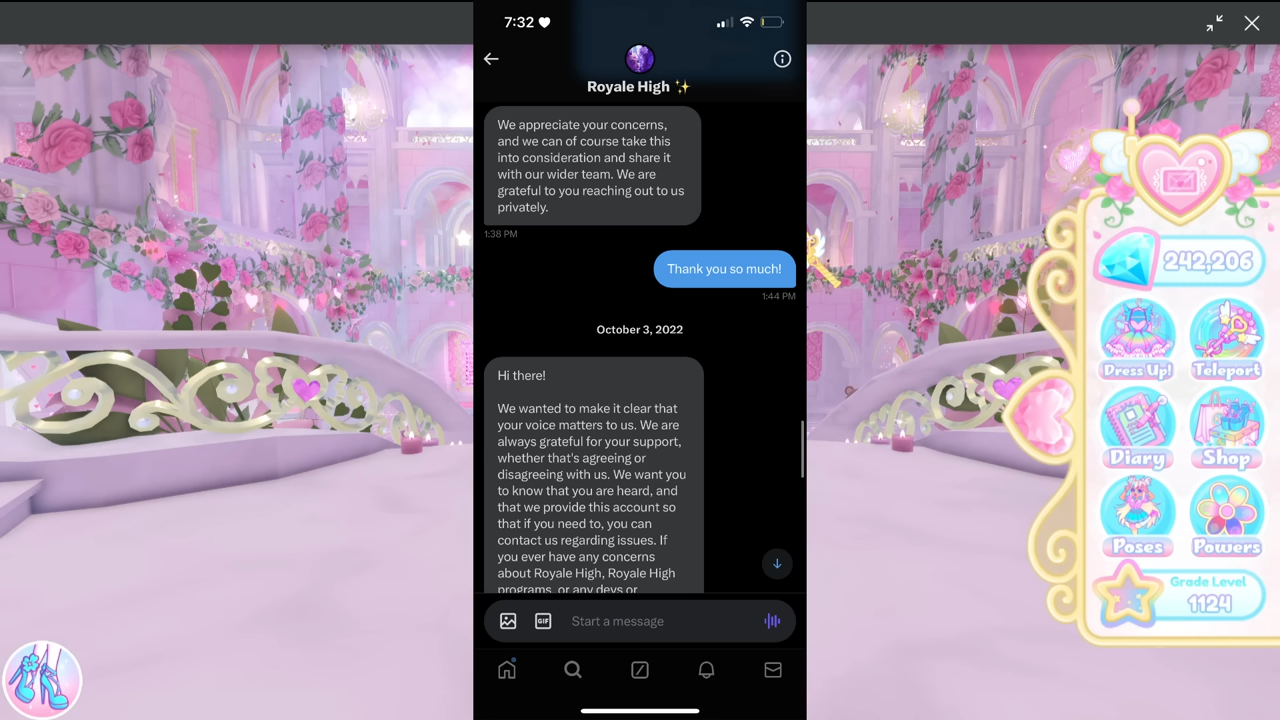 7:32
Royale High ✨
We appreciate your concerns,
and we can of course take this
into consideration and share it
with our wider team. We are
grateful to you reaching out to us
privately.
1:38 PM
Thank you so much!
1:44 PM
October 3, 2022
Hi there!
We wanted to make it clear that
your voice matters to us. We are
always grateful for your support,
whether that's agreeing or
disagreeing with us. We want you
to know that you are heard, and
that we provide this account so
that if you need to, you can
contact us regarding issues. If
you ever have any concerns
about Royale High, Royale High
programs, or any devs or
GIF
Start a message
242,206
Dress Up!
Teleport
Diary
Shop
Poses
Powers
Grade Level
1124